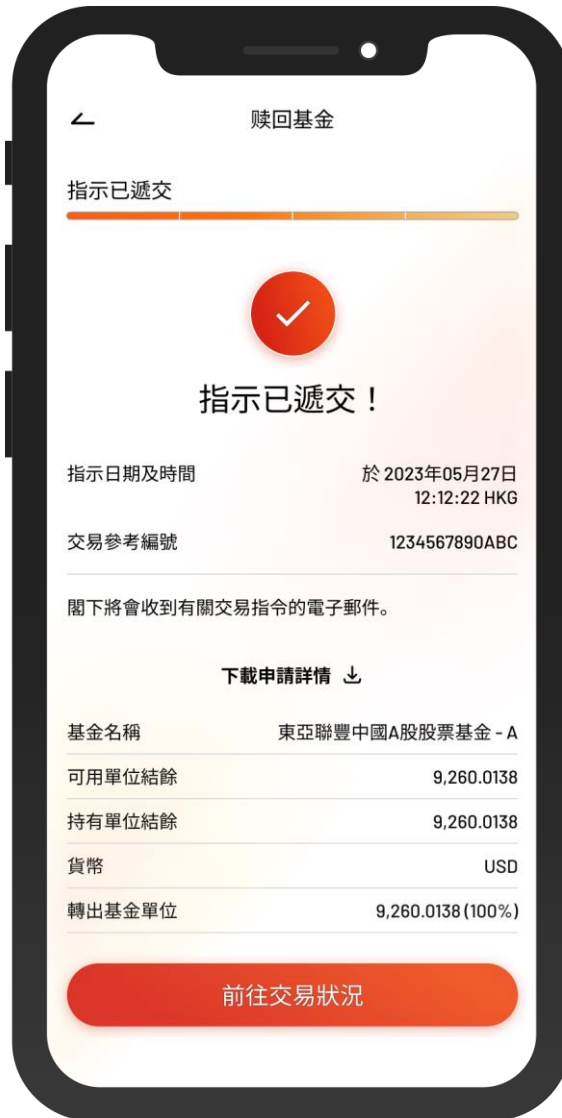 赎回基金
指示已遞交
指示已遞交！
指示日期及時間
於 2023年05月27日
12:12:22 HKG
交易參考編號
1234567890ABC
閣下將會收到有關交易指令的電子郵件。
下載申請詳情
基金名稱
東亞聯豐中國A股股票基金 - A
可用單位結餘
9,260.0138
持有單位結餘
9,260.0138
貨幣
USD
轉出基金單位
9,260.0138 (100%)
前往交易狀況